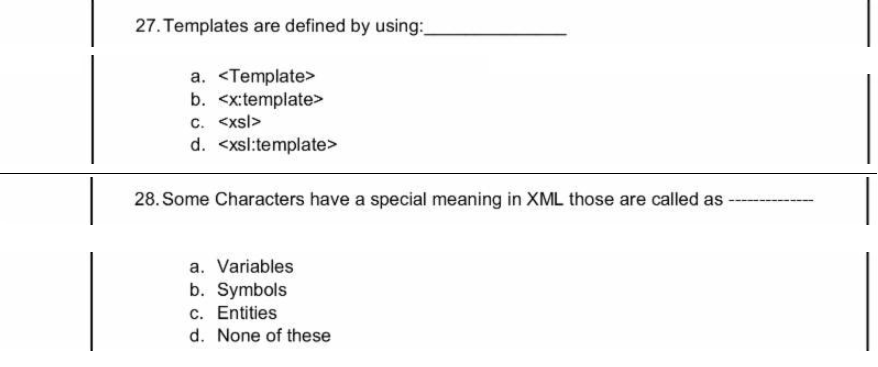 27. Templates are defined by using:_______________
a. <Template>
b. <x:template>
c. <xsl>
d. <xsl:template>
28. Some Characters have a special meaning in XML those are called as --------------
a. Variables
b. Symbols
c. Entities
d. None of these